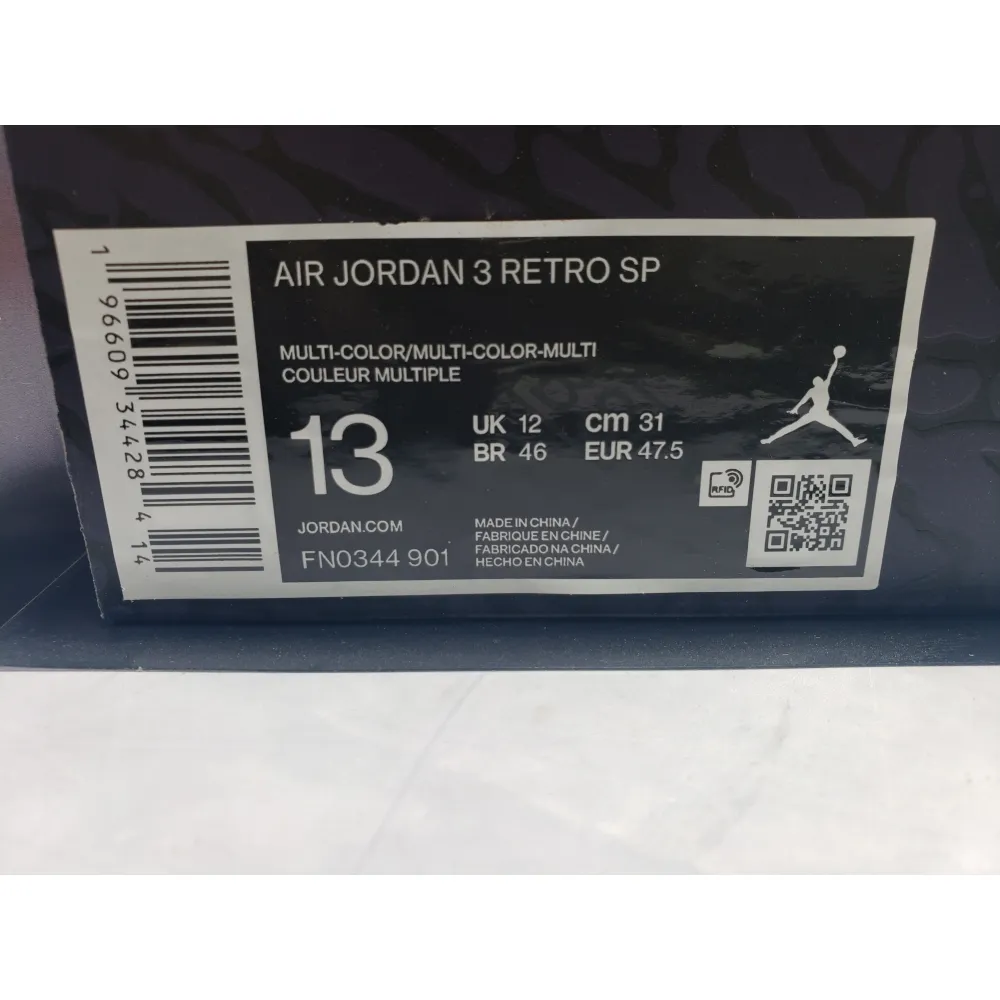 1 96609 34428 4 14
AIR JORDAN 3 RETRO SP
MULTI-COLOR/MULTI-COLOR-MULTI
COULEUR MULTIPLE
13
UK 12 cm 31
BR 46 EUR 47.5
RFID
JORDAN.COM
FN0344 901
MADE IN CHINA /
FABRIQUE EN CHINE /
FABRICADO NA CHINA /
HECHO EN CHINA